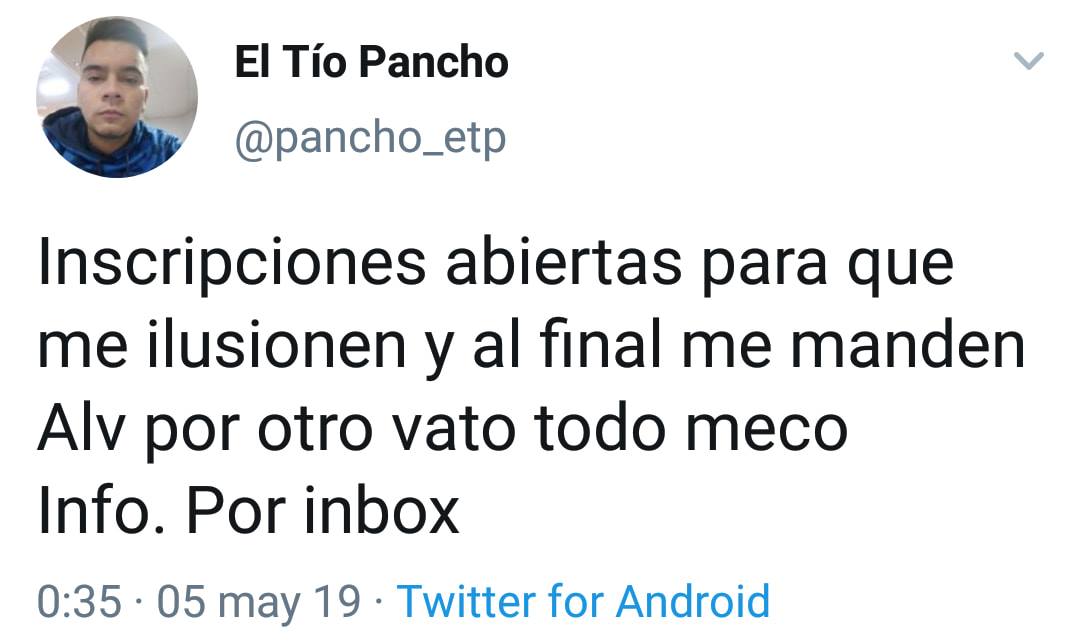 El Tío Pancho
@pancho_etp
Inscripciones abiertas para que
me ilusionen y al final me manden
Alv por otro vato todo meco
Info. Por inbox
0:35 · 05 may 19 · Twitter for Android